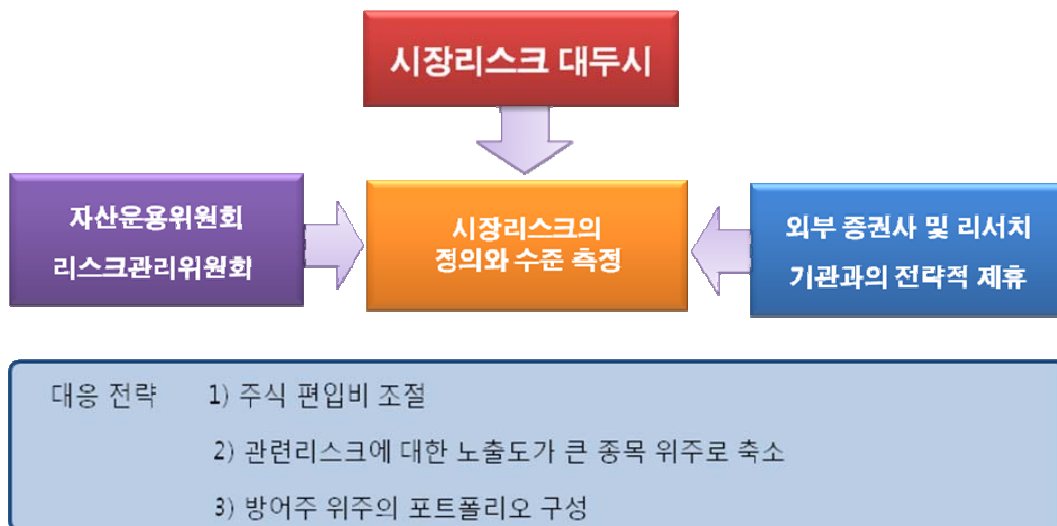 시장리스크 대두시
자산운용위원회
리스크관리위원회
시장리스크의
정의와 수준 측정
외부 증권사 및 리서치
기관과의 전략적 제휴
대응 전략 1) 주식 편입비 조절
2) 관련리스크에 대한 노출도가 큰 종목 위주로 축소
3) 방어주 위주의 포트폴리오 구성